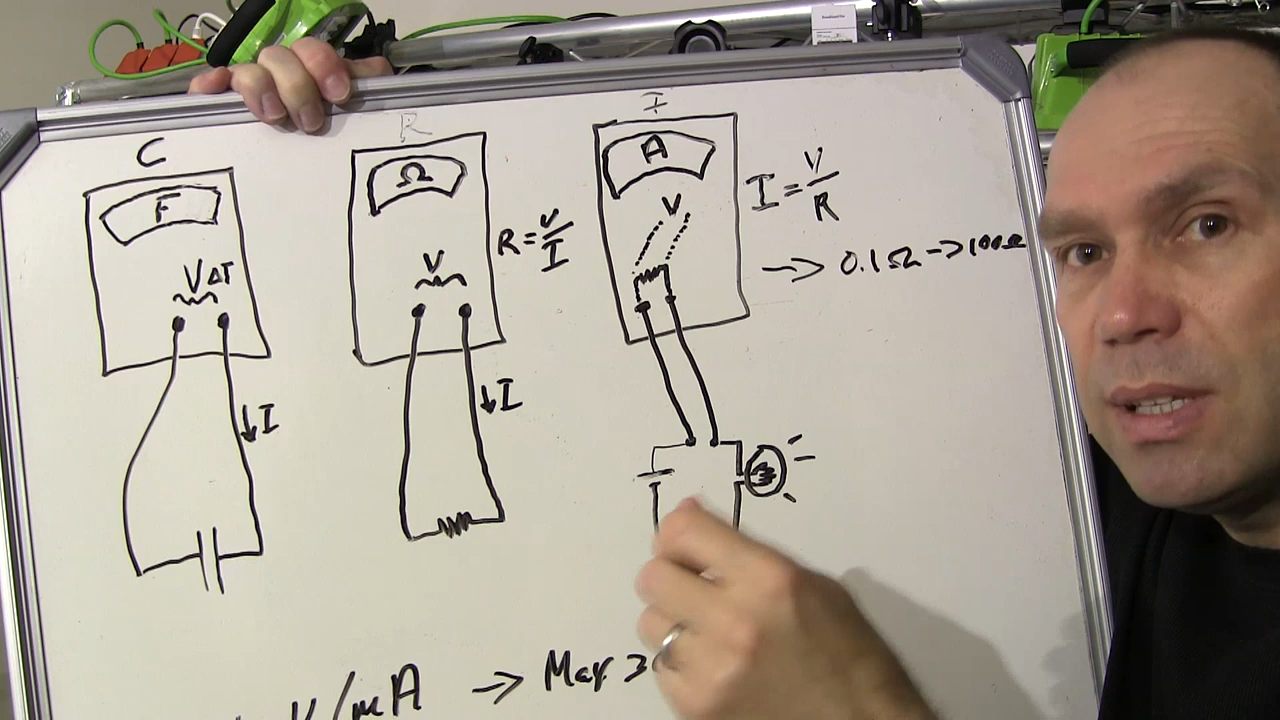 C
F
VΔT
↓I
R
Ω
V
R=V/I
↓I
I
A
V
I=V/R
→ 0.1Ω→100Ω
V/mA → Max 3